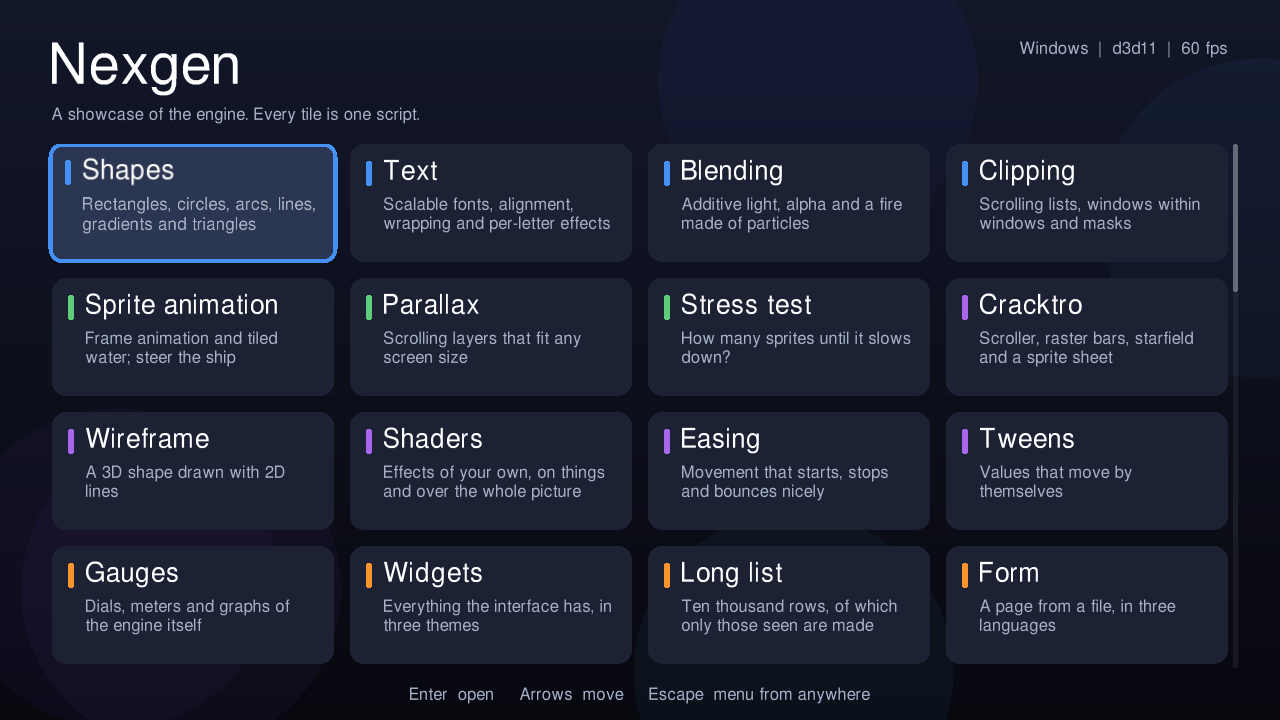 Nexgen
Windows | d3d11 | 60 fps
A showcase of the engine. Every tile is one script.
Shapes
Rectangles, circles, arcs, lines,
gradients and triangles
Text
Scalable fonts, alignment,
wrapping and per-letter effects
Blending
Additive light, alpha and a fire
made of particles
Clipping
Scrolling lists, windows within
windows and masks
Sprite animation
Frame animation and tiled
water; steer the ship
Parallax
Scrolling layers that fit any
screen size
Stress test
How many sprites until it slows
down?
Cracktro
Scroller, raster bars, starfield
and a sprite sheet
Wireframe
A 3D shape drawn with 2D
lines
Shaders
Effects of your own, on things
and over the whole picture
Easing
Movement that starts, stops
and bounces nicely
Tweens
Values that move by
themselves
Gauges
Dials, meters and graphs of
the engine itself
Widgets
Everything the interface has, in
three themes
Long list
Ten thousand rows, of which
only those seen are made
Form
A page from a file, in three
languages
Enter open Arrows move Escape menu from anywhere